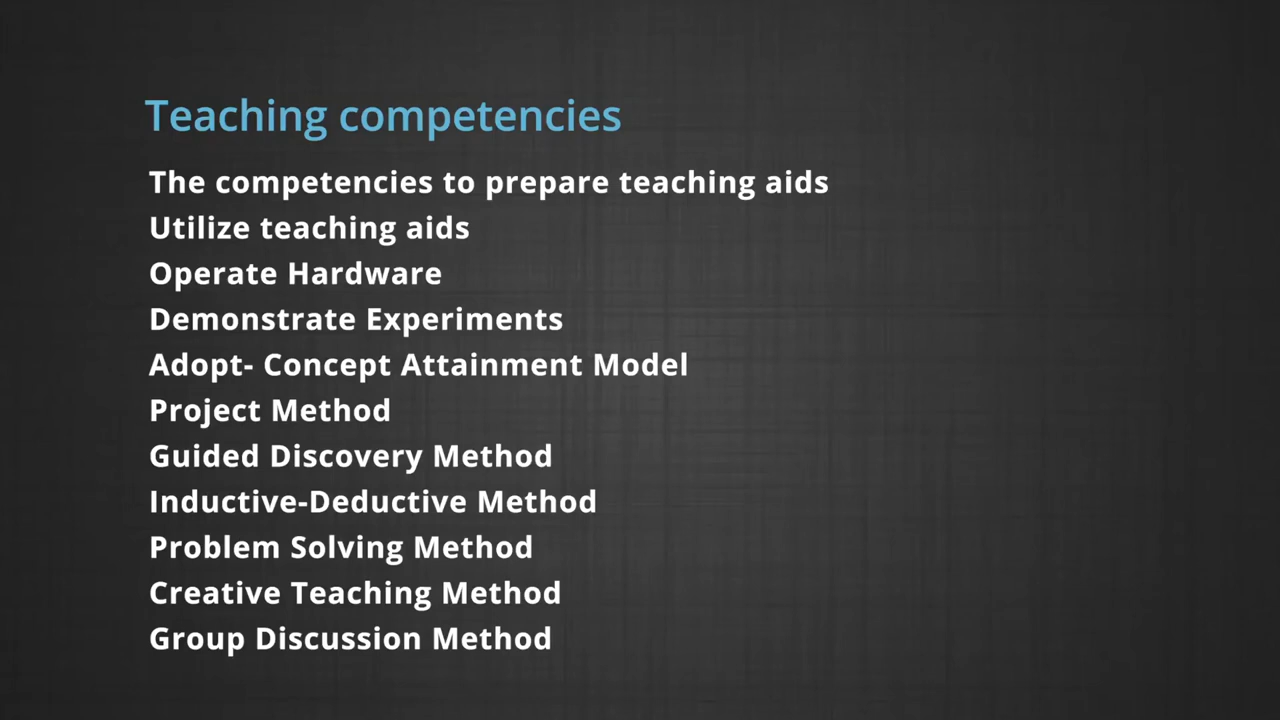 Teaching competencies
The competencies to prepare teaching aids
Utilize teaching aids
Operate Hardware
Demonstrate Experiments
Adopt- Concept Attainment Model
Project Method
Guided Discovery Method
Inductive-Deductive Method
Problem Solving Method
Creative Teaching Method
Group Discussion Method